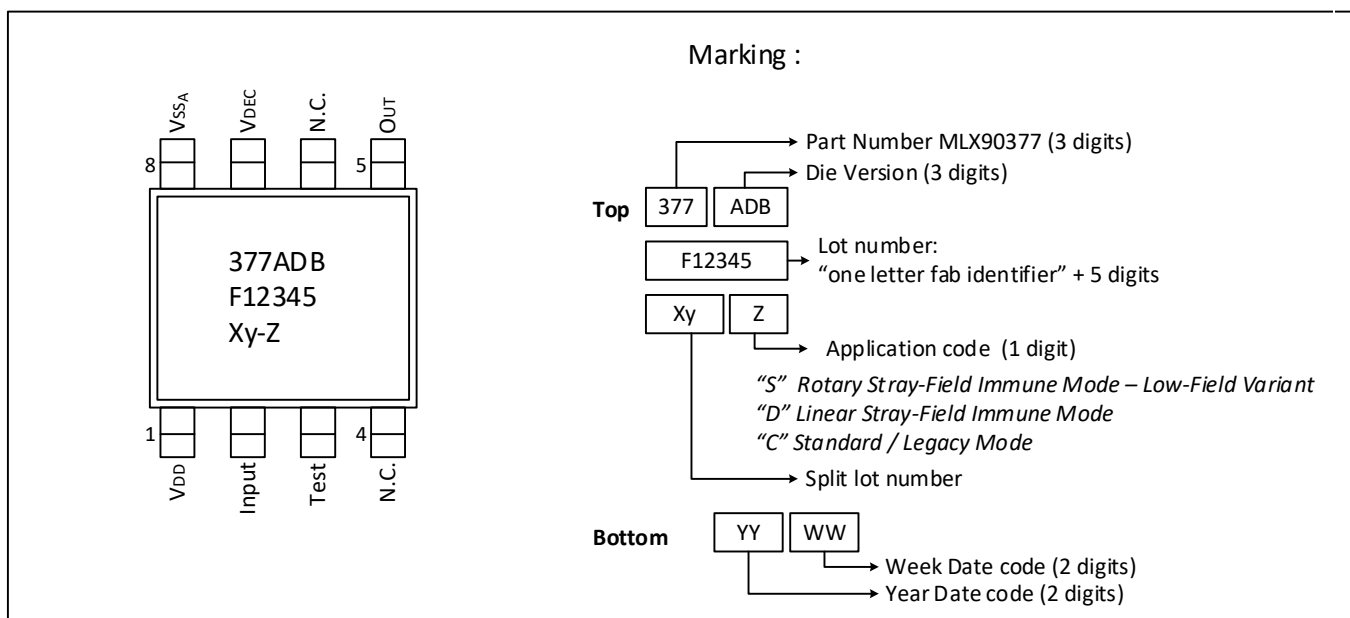 Marking :
VSSA
VDEC
N.C.
OUT
8
5
377ADB
F12345
Xy-Z
1
4
VDD
Input
Test
N.C.
Part Number MLX90377 (3 digits)
Die Version (3 digits)
Top
377
ADB
F12345
Lot number:
“one letter fab identifier” + 5 digits
Xy
Z
Application code (1 digit)
“S” Rotary Stray-Field Immune Mode – Low-Field Variant
“D” Linear Stray-Field Immune Mode
“C” Standard / Legacy Mode
Split lot number
Bottom
YY
WW
Week Date code (2 digits)
Year Date code (2 digits)